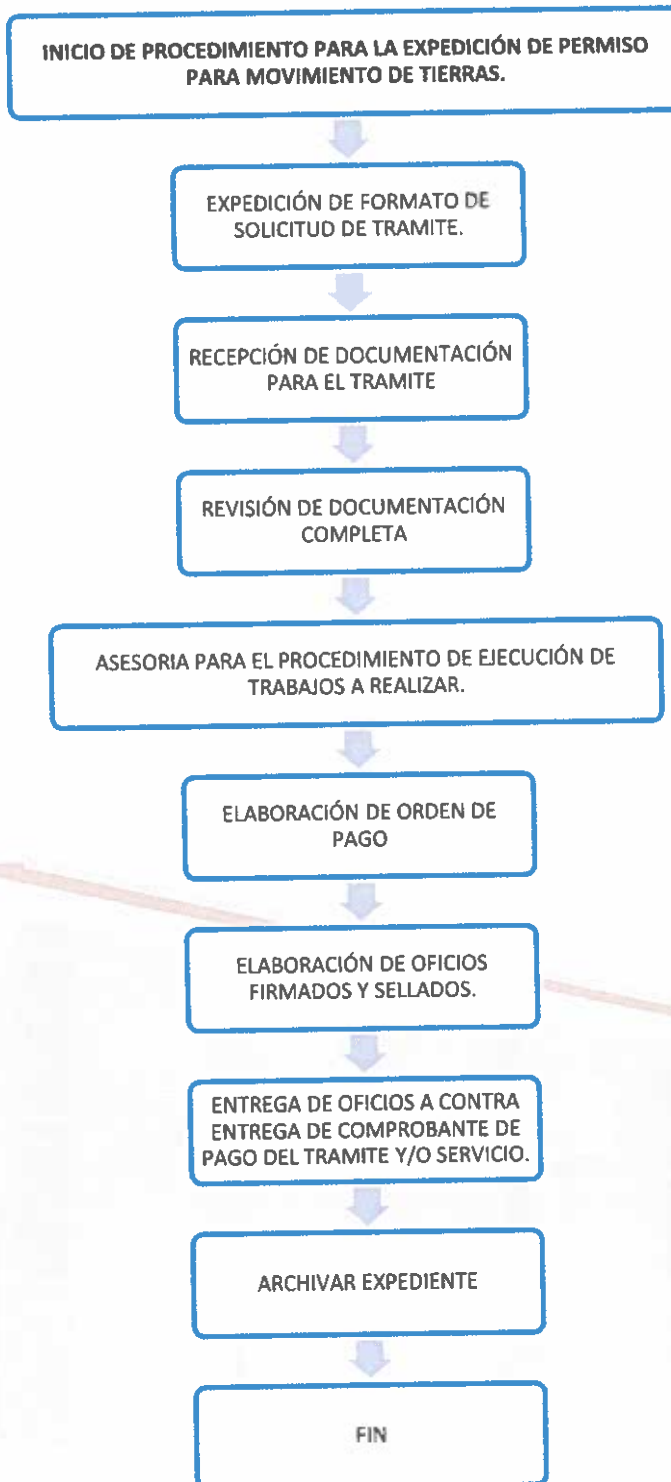 INICIO DE PROCEDIMIENTO PARA LA EXPEDICIÓN DE PERMISO
PARA MOVIMIENTO DE TIERRAS.
EXPEDICIÓN DE FORMATO DE
SOLICITUD DE TRAMITE.
RECEPCIÓN DE DOCUMENTACIÓN
PARA EL TRAMITE
REVISIÓN DE DOCUMENTACIÓN
COMPLETA
ASESORIA PARA EL PROCEDIMIENTO DE EJECUCIÓN DE
TRABAJOS A REALIZAR.
ELABORACIÓN DE ORDEN DE
PAGO
ELABORACIÓN DE OFICIOS
FIRMADOS Y SELLADOS.
ENTREGA DE OFICIOS A CONTRA
ENTREGA DE COMPROBANTE DE
PAGO DEL TRAMITE Y/O SERVICIO.
ARCHIVAR EXPEDIENTE
FIN